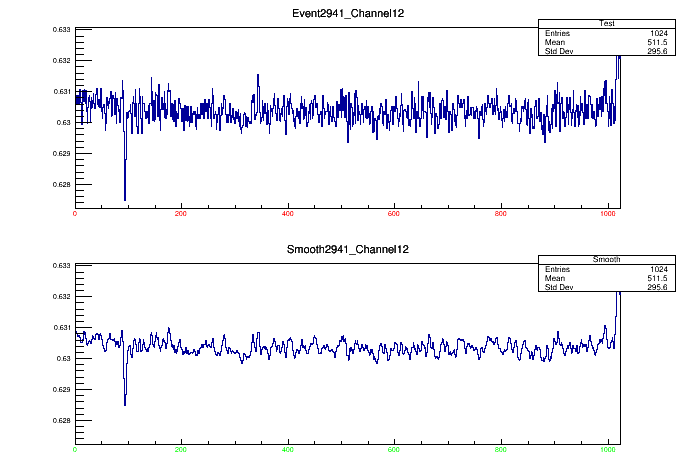 Event2941_Channel12
Test
Entries 1024
Mean 511.5
Std Dev 295.6
0.633
0.632
0.631
0.63
0.629
0.628
0 200 400 600 800 1000
Smooth2941_Channel12
Smooth
Entries 1024
Mean 511.5
Std Dev 295.6
0.633
0.632
0.631
0.63
0.629
0.628
0 200 400 600 800 1000